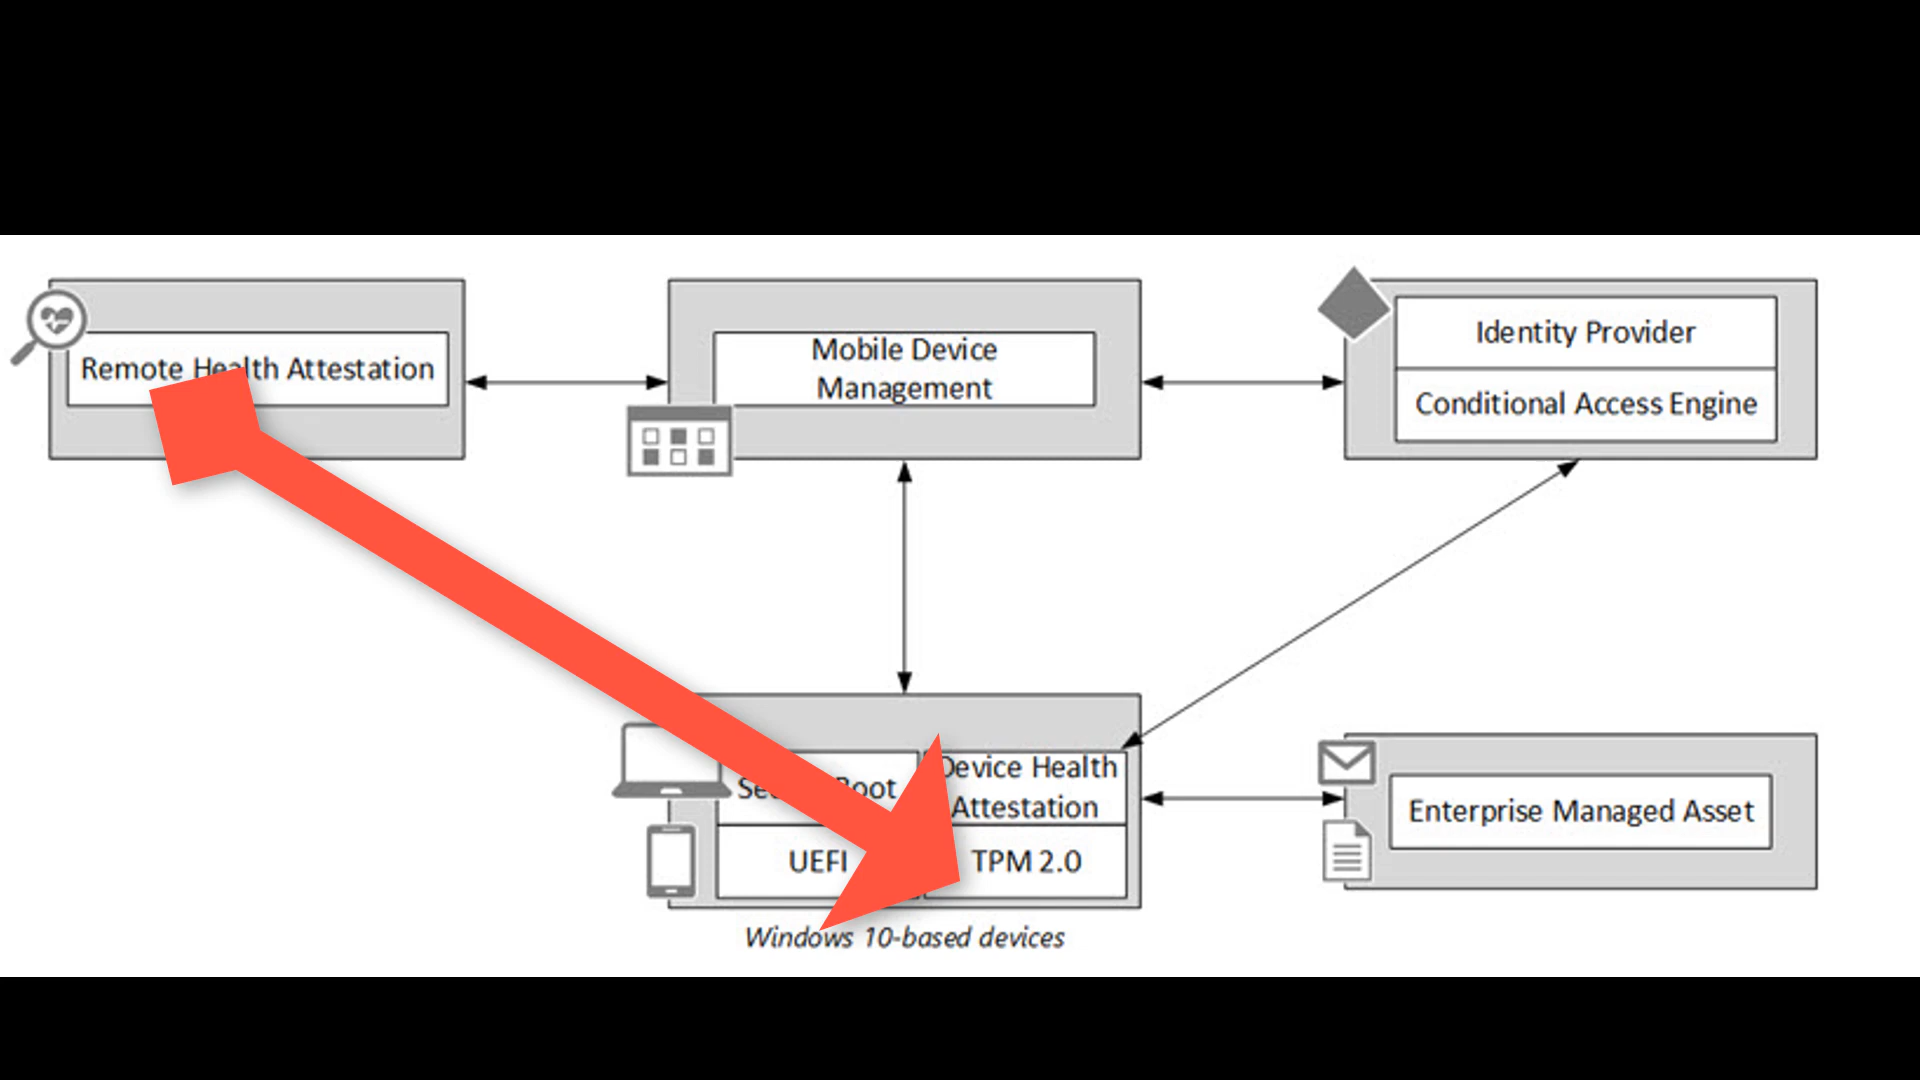 Remote Health Attestation
Mobile Device
Management
Identity Provider
Conditional Access Engine
Boot
Device Health
Attestation
UEFI
TPM 2.0
Enterprise Managed Asset
Windows 10-based devices